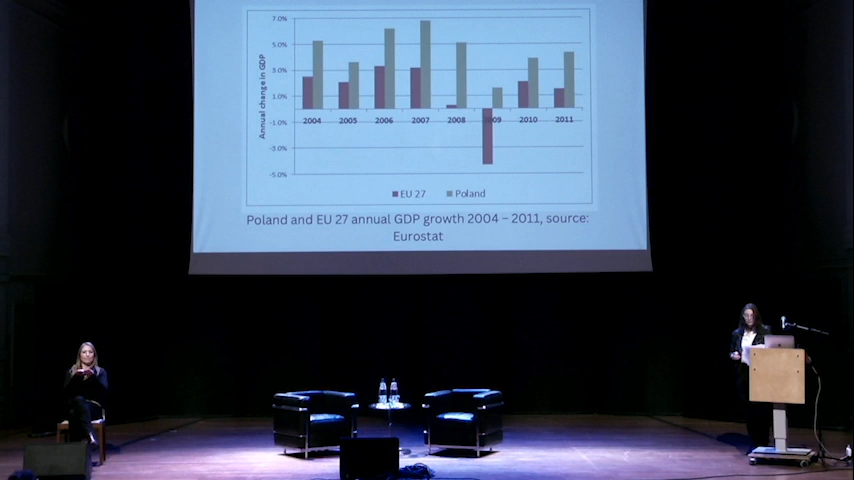 7.0%
5.0%
3.0%
1.0%
-1.0%
-3.0%
-5.0%
Annual change in GDP
2004 2005 2006 2007 2008 2009 2010 2011
EU 27 Poland
Poland and EU 27 annual GDP growth 2004 – 2011, source:
Eurostat